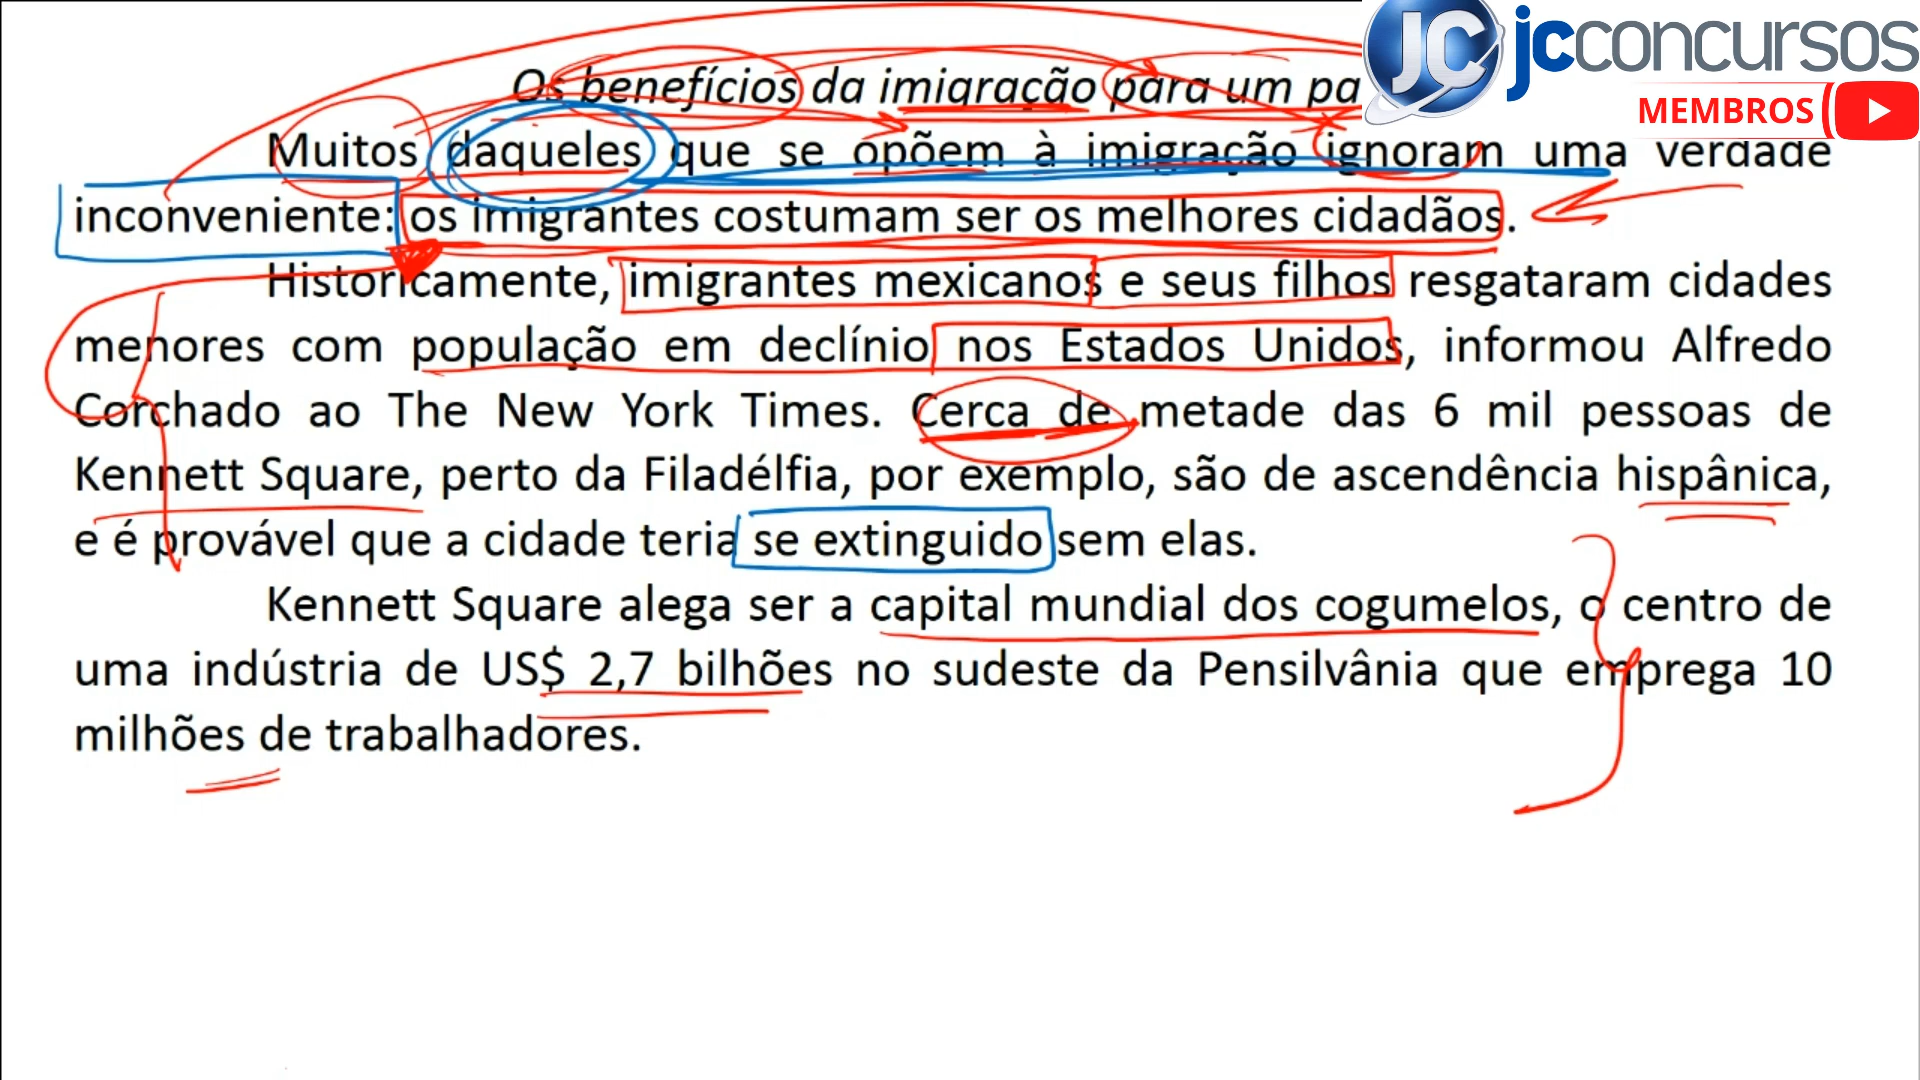 Os benefícios da imigração para um pa
JC jcconcursos
MEMBROS
Muitos daqueles que se opõem à imigração ignoram uma verdade
inconveniente: os imigrantes costumam ser os melhores cidadãos.
Historicamente, imigrantes mexicanos e seus filhos resgataram cidades
menores com população em declínio nos Estados Unidos, informou Alfredo
Corchado ao The New York Times. Cerca de metade das 6 mil pessoas de
Kennett Square, perto da Filadélfia, por exemplo, são de ascendência hispânica,
e é provável que a cidade teria se extinguido sem elas.
Kennett Square alega ser a capital mundial dos cogumelos, o centro de
uma indústria de US$ 2,7 bilhões no sudeste da Pensilvânia que emprega 10
milhões de trabalhadores.